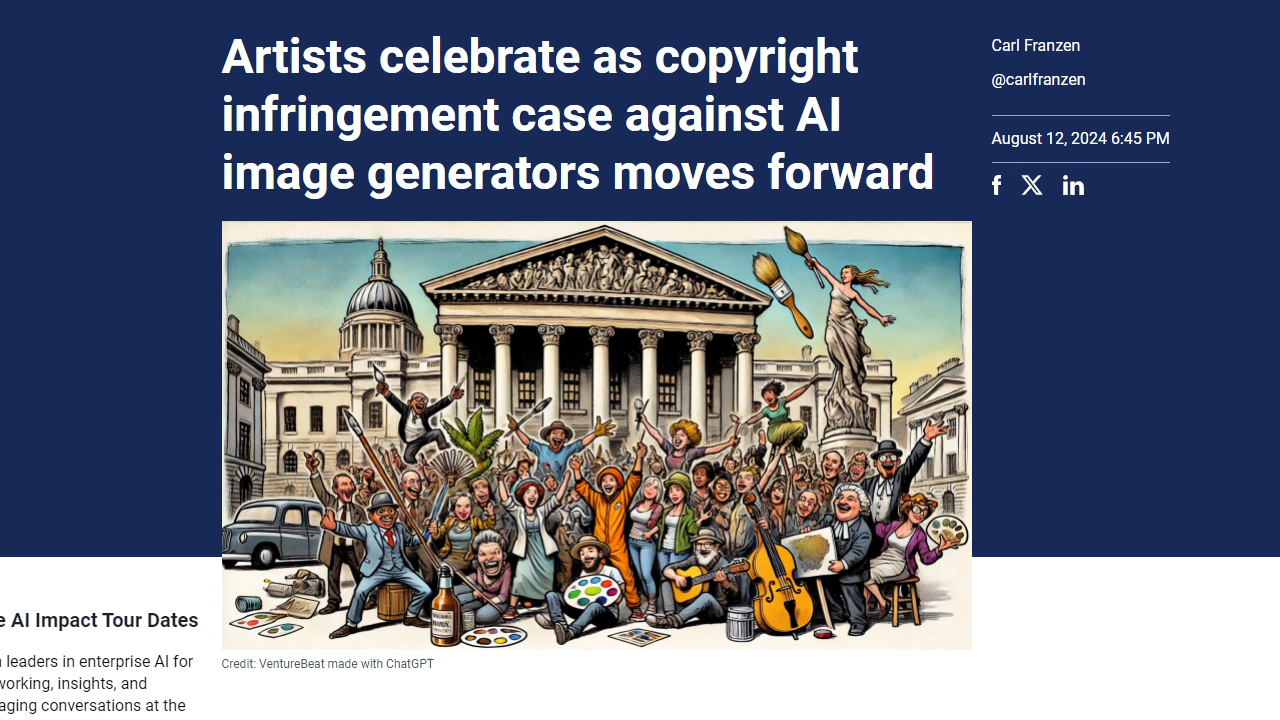 Artists celebrate as copyright
infringement case against AI
image generators moves forward
Carl Franzen
@carlfranzen
August 12, 2024 6:45 PM
Credit: VentureBeat made with ChatGPT
AI Impact Tour Dates
leaders in enterprise AI for
insights, and
conversations at the